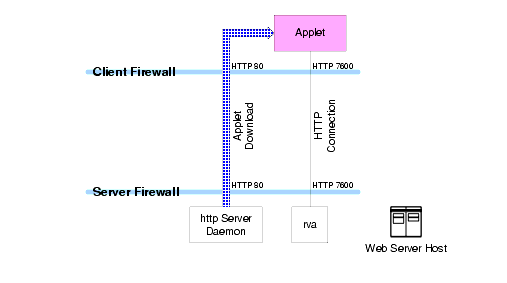 Applet
HTTP 80
HTTP 7600
Client Firewall
Applet
Download
HTTP
Connection
HTTP 80
HTTP 7600
Server Firewall
http Server
Daemon
rva
Web Server Host